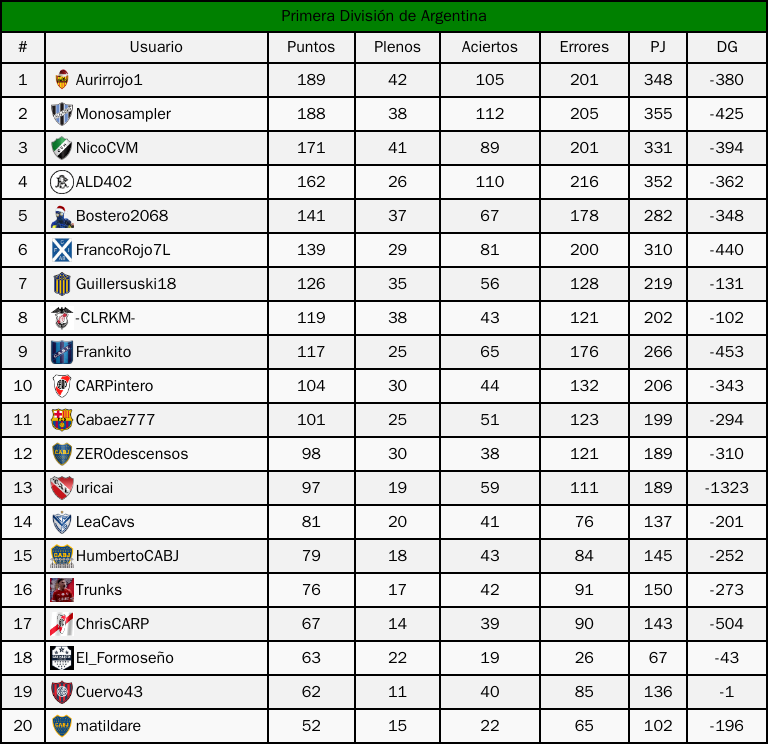 Primera División de Argentina
# Usuario Puntos Plenos Aciertos Errores PJ DG
1 Aurirrojo1 189 42 105 201 348 -380
2 Monosampler 188 38 112 205 355 -425
3 NicoCVM 171 41 89 201 331 -394
4 ALD402 162 26 110 216 352 -362
5 Bostero2068 141 37 67 178 282 -348
6 FrancoRojo7L 139 29 81 200 310 -440
7 Guillersuski18 126 35 56 128 219 -131
8 -CLRKM- 119 38 43 121 202 -102
9 Frankito 117 25 65 176 266 -453
10 CARPintero 104 30 44 132 206 -343
11 Cabaez777 101 25 51 123 199 -294
12 ZEROdescensos 98 30 38 121 189 -310
13 uricai 97 19 59 111 189 -1323
14 LeaCavs 81 20 41 76 137 -201
15 HumbertoCABJ 79 18 43 84 145 -252
16 Trunks 76 17 42 91 150 -273
17 ChrisCARP 67 14 39 90 143 -504
18 El_Formoseño 63 22 19 26 67 -43
19 Cuervo43 62 11 40 85 136 -1
20 matildare 52 15 22 65 102 -196